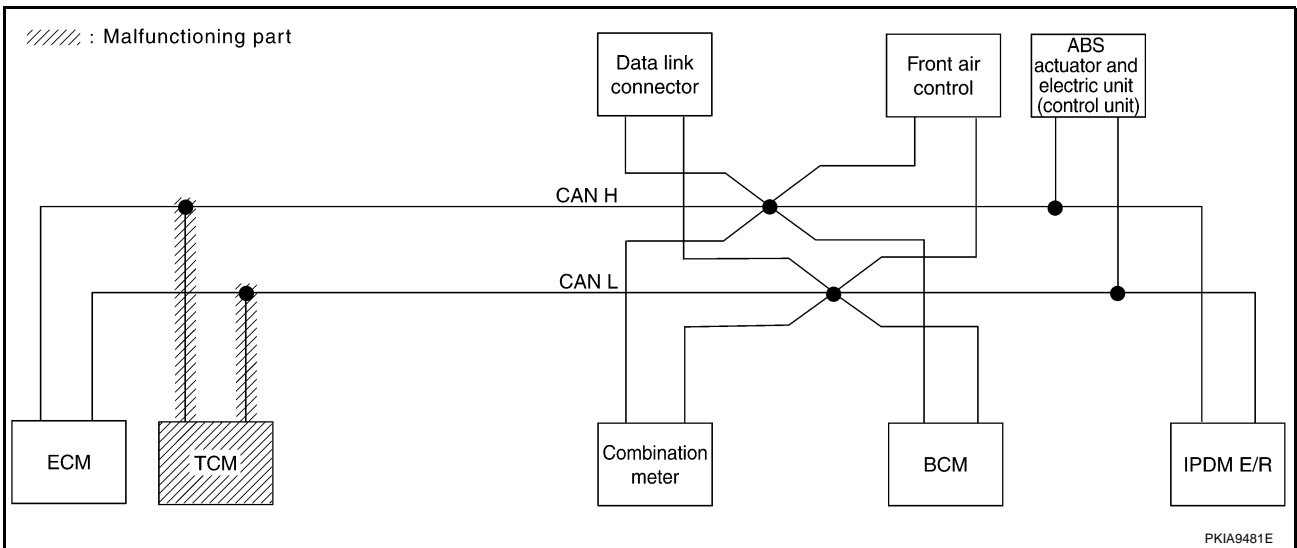 : Malfunctioning part
Data link
connector
Front air
control
ABS
actuator and
electric unit
(control unit)
CAN H
CAN L
ECM
TCM
Combination
meter
BCM
IPDM E/R
PKIA9481E